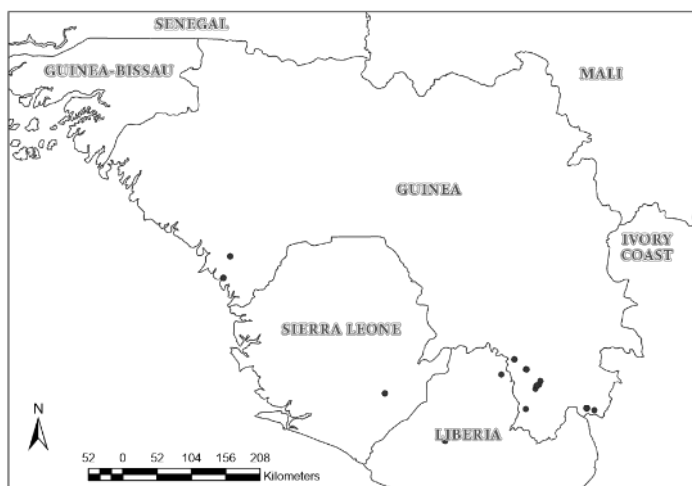 SENEGAL
GUINEA-BISSAU
MALI
GUINEA
IVORY
COAST
SIERRA LEONE
LIBERIA
N
52 0 52 104 156 208
Kilometers